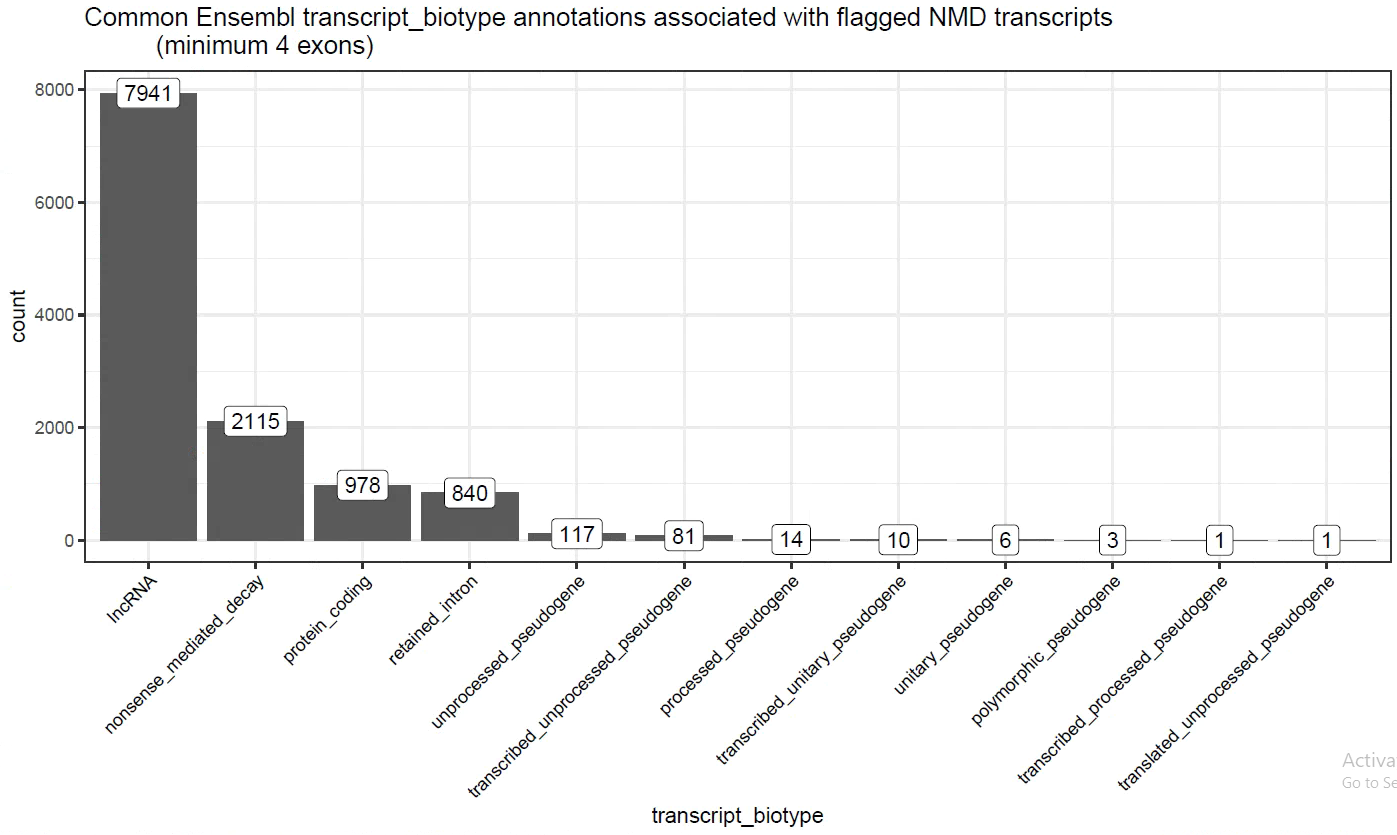 Common Ensembl transcript_biotype annotations associated with flagged NMD transcripts
(minimum 4 exons)
8000
6000
4000
2000
0
count
7941
2115
978
840
117
81
14
10
6
3
1
1
lncRNA
nonsense_mediated_decay
protein_coding
retained_intron
unprocessed_pseudogene
transcribed_unprocessed_pseudogene
processed_pseudogene
transcribed_unitary_pseudogene
unitary_pseudogene
polymorphic_pseudogene
transcribed_processed_pseudogene
translated_unprocessed_pseudogene
transcript_biotype
Activa
Go to Se